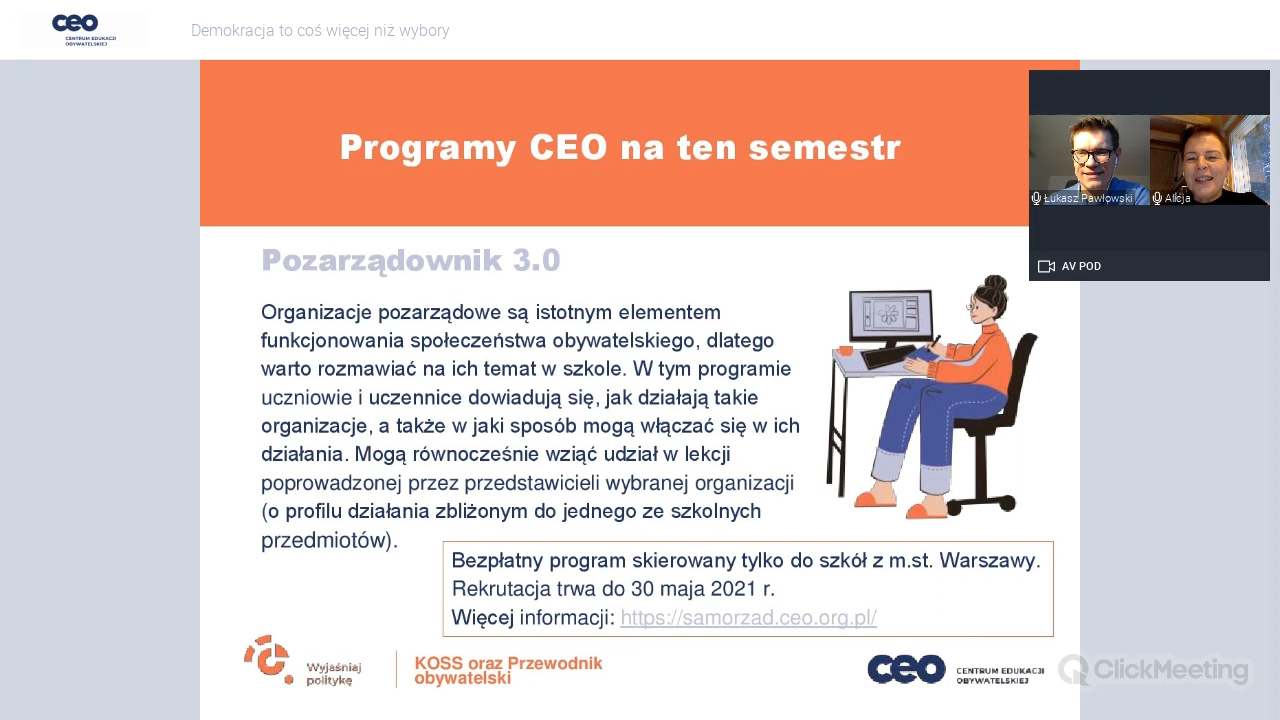 ceo
CENTRUM EDUKACJI
OBYWATELSKIEJ
Demokracja to coś więcej niż wybory
Programy CEO na ten semestr
Łukasz Pawłowski
Alicja
AV POD
Pozarządownik 3.0
Organizacje pozarządowe są istotnym elementem
funkcjonowania społeczeństwa obywatelskiego, dlatego
warto rozmawiać na ich temat w szkole. W tym programie
uczniowie i uczennice dowiadują się, jak działają takie
organizacje, a także w jaki sposób mogą włączać się w ich
działania. Mogą równocześnie wziąć udział w lekcji
poprowadzonej przez przedstawicieli wybranej organizacji
(o profilu działania zbliżonym do jednego ze szkolnych
przedmiotów).
Bezpłatny program skierowany tylko do szkół z m.st. Warszawy.
Rekrutacja trwa do 30 maja 2021 r.
Więcej informacji: https://samorzad.ceo.org.pl/
Wyjaśniaj
politykę
KOSS oraz Przewodnik
obywatelski
ceo
CENTRUM EDUKACJI
OBYWATELSKIEJ
ClickMeeting